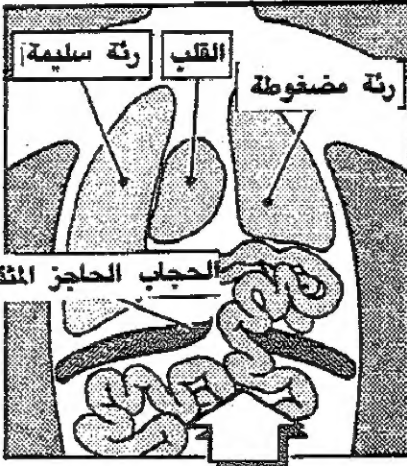 رئة سليمة
القلب
رئة مضغوطة
الحجاب الحاجز